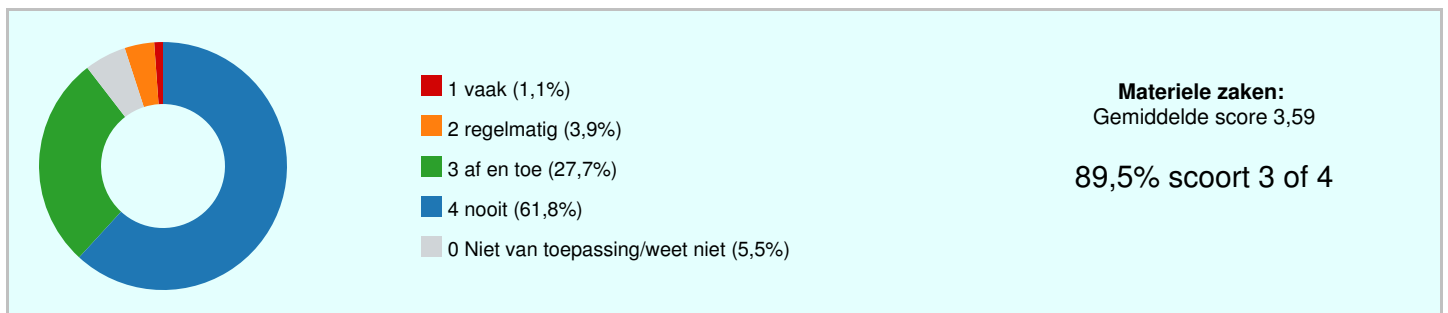 1 vaak (1,1%)
2 regelmatig (3,9%)
3 af en toe (27,7%)
4 nooit (61,8%)
0 Niet van toepassing/weet niet (5,5%)
Materiele zaken:
Gemiddelde score 3,59
89,5% scoort 3 of 4